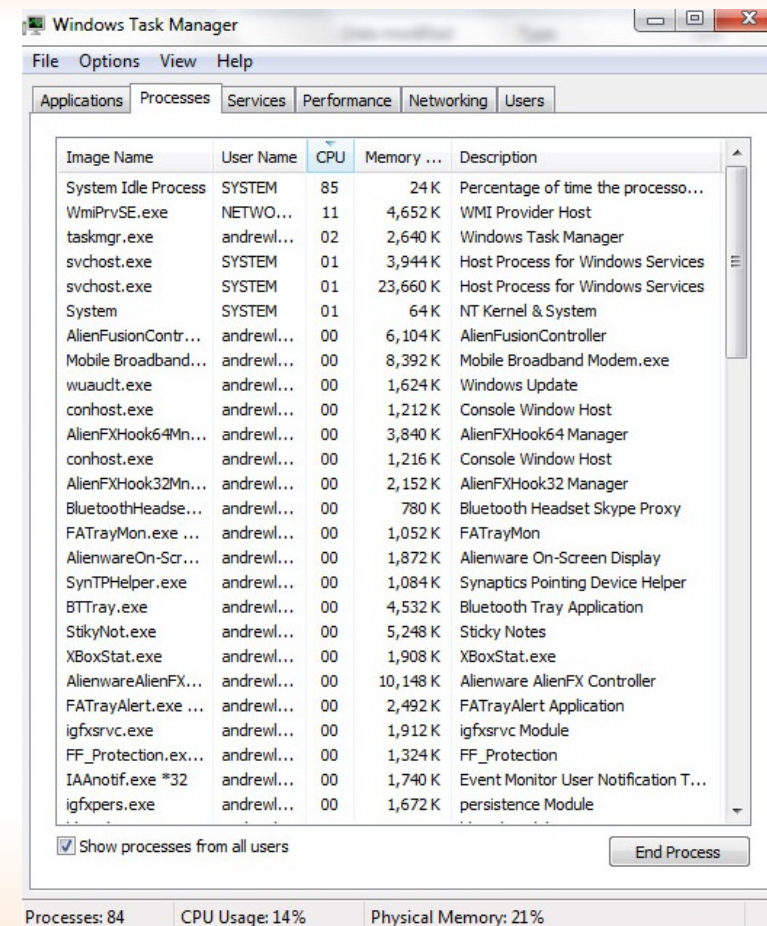 Windows Task Manager
File Options View Help
Applications Processes Services Performance Networking Users
Image Name User Name CPU Memory ... Description
System Idle Process SYSTEM 85 24 K Percentage of time the processo...
WmiPrvSE.exe NETWO... 11 4,652 K WMI Provider Host
taskmgr.exe andrewl... 02 2,640 K Windows Task Manager
svchost.exe SYSTEM 01 3,944 K Host Process for Windows Services
svchost.exe SYSTEM 01 23,660 K Host Process for Windows Services
System SYSTEM 01 64 K NT Kernel & System
AlienFusionContr... andrewl... 00 6,104 K AlienFusionController
Mobile Broadband... andrewl... 00 8,392 K Mobile Broadband Modem.exe
wuauclt.exe andrewl... 00 1,624 K Windows Update
conhost.exe andrewl... 00 1,212 K Console Window Host
AlienFXHook64Mn... andrewl... 00 3,840 K AlienFXHook64 Manager
conhost.exe andrewl... 00 1,216 K Console Window Host
AlienFXHook32Mn... andrewl... 00 2,152 K AlienFXHook32 Manager
BluetoothHeadse... andrewl... 00 780 K Bluetooth Headset Skype Proxy
FATrayMon.exe ... andrewl... 00 1,052 K FATrayMon
AlienwareOn-Scr... andrewl... 00 1,872 K Alienware On-Screen Display
SynTPHelper.exe andrewl... 00 1,084 K Synaptics Pointing Device Helper
BTTray.exe andrewl... 00 4,532 K Bluetooth Tray Application
StikyNot.exe andrewl... 00 5,248 K Sticky Notes
XBoxStat.exe andrewl... 00 1,908 K XBoxStat.exe
AlienwareAlienFX... andrewl... 00 10,148 K Alienware AlienFX Controller
FATrayAlert.exe ... andrewl... 00 2,492 K FATrayAlert Application
igfxsrvc.exe andrewl... 00 1,912 K igfxsrvc Module
FF_Protection.ex... andrewl... 00 1,324 K FF_Protection
IAAnotif.exe *32 andrewl... 00 1,740 K Event Monitor User Notification T...
igfxpers.exe andrewl... 00 1,672 K persistence Module
Show processes from all users End Process
Processes: 84 CPU Usage: 14% Physical Memory: 21%